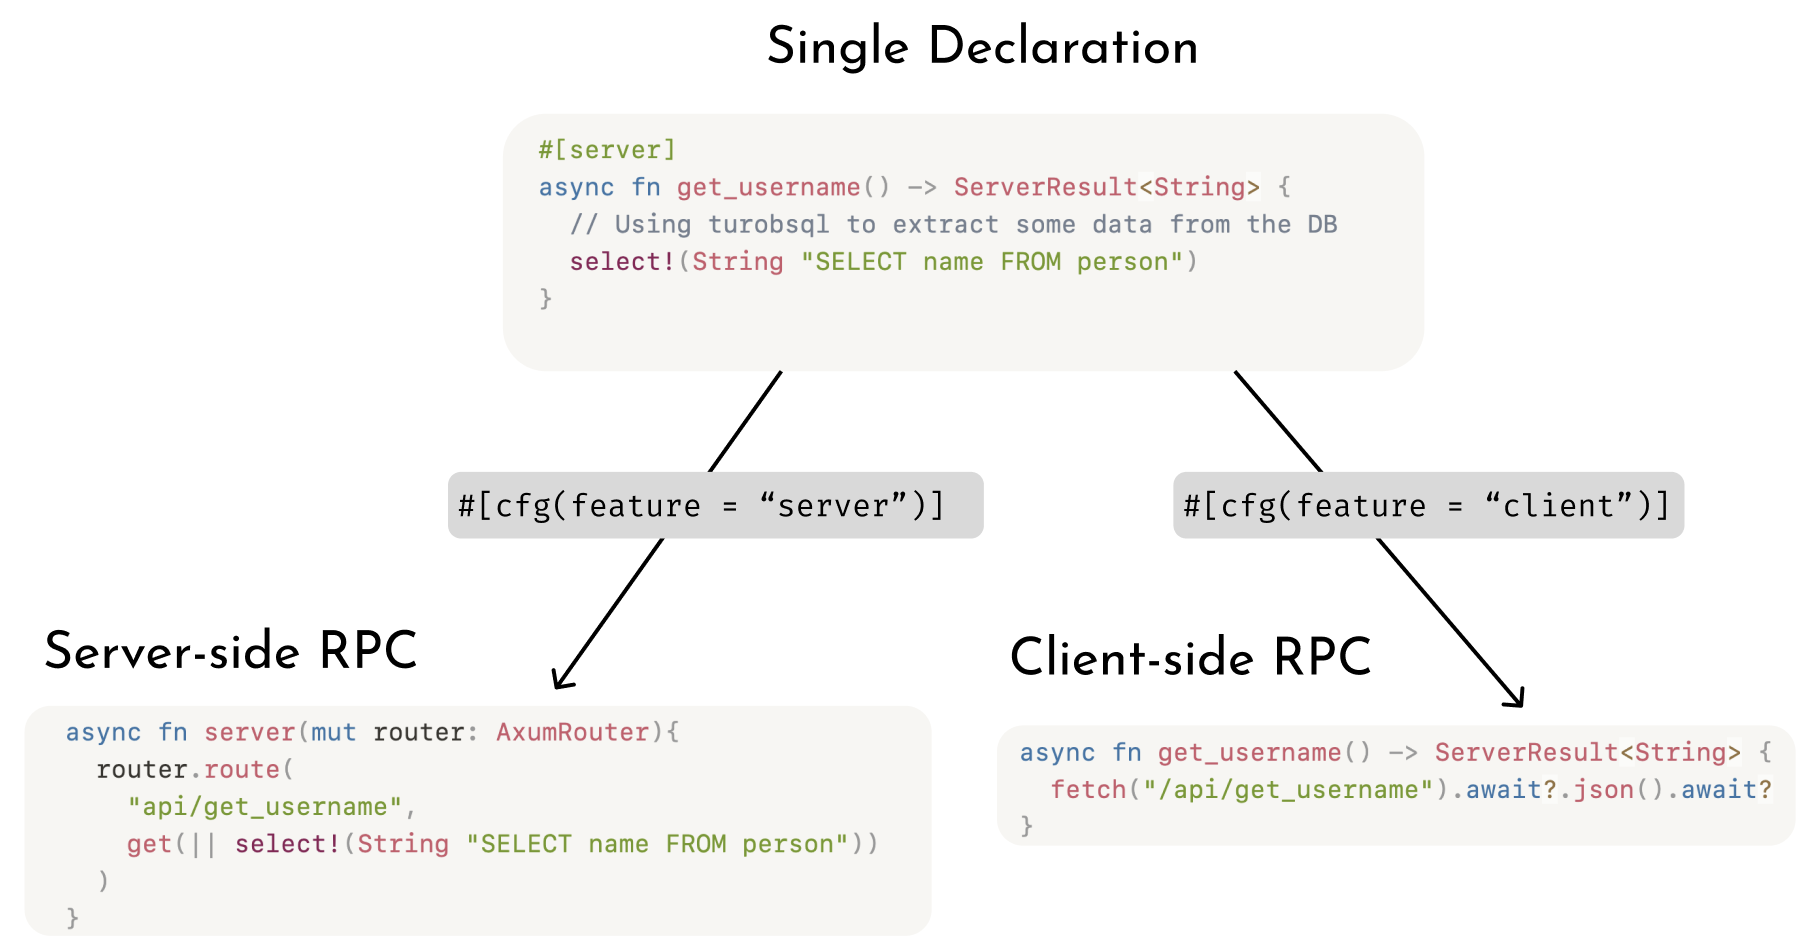 Single Declaration
#[server]
async fn get_username() -> ServerResult<String> {
  // Using turobsql to extract some data from the DB
  select!(String "SELECT name FROM person")
}
#[cfg(feature = “server”)]
#[cfg(feature = “client”)]
Server-side RPC
async fn server(mut router: AxumRouter){
  router.route(
    "api/get_username",
    get(|| select!(String "SELECT name FROM person"))
  )
}
Client-side RPC
async fn get_username() -> ServerResult<String> {
  fetch("/api/get_username").await?.json().await?
}